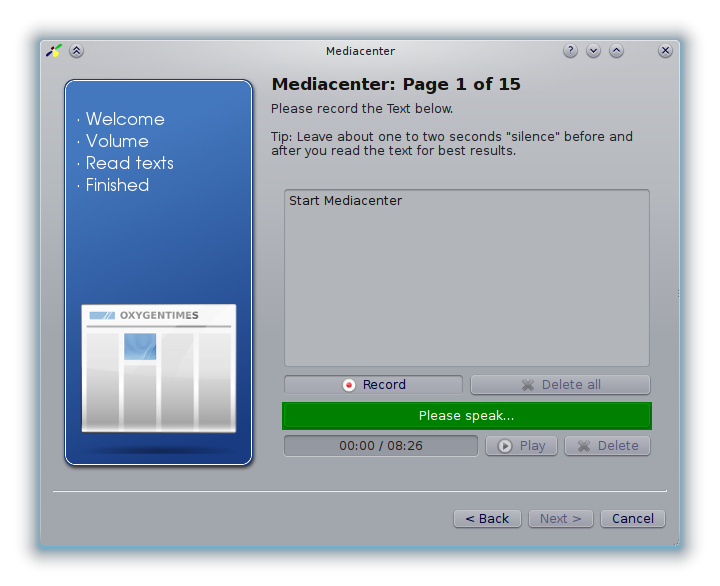 Mediacenter
?
· Welcome
· Volume
· Read texts
· Finished
OXYGENTIMES
Mediacenter: Page 1 of 15
Please record the Text below.
Tip: Leave about one to two seconds "silence" before and
after you read the text for best results.
Start Mediacenter
Record
Delete all
Please speak...
00:00 / 08:26
Play
Delete
< Back
Next >
Cancel